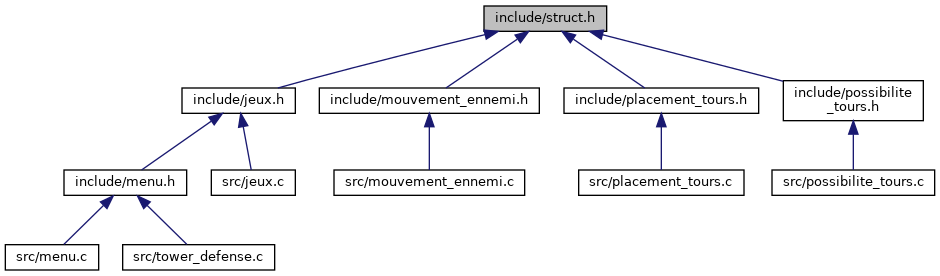 include/struct.h
include/jeux.h
include/mouvement_ennemi.h
include/placement_tours.h
include/possibilite
_tours.h
include/menu.h
src/jeux.c
src/mouvement_ennemi.c
src/placement_tours.c
src/possibilite_tours.c
src/menu.c
src/tower_defense.c